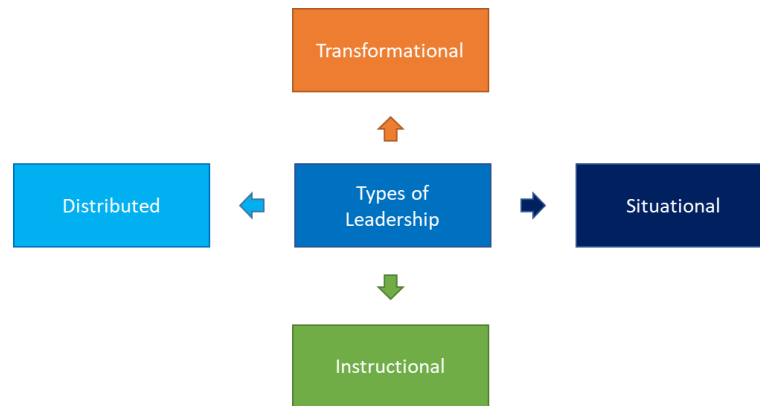 Transformational
Distributed
Types of
Leadership
Situational
Instructional